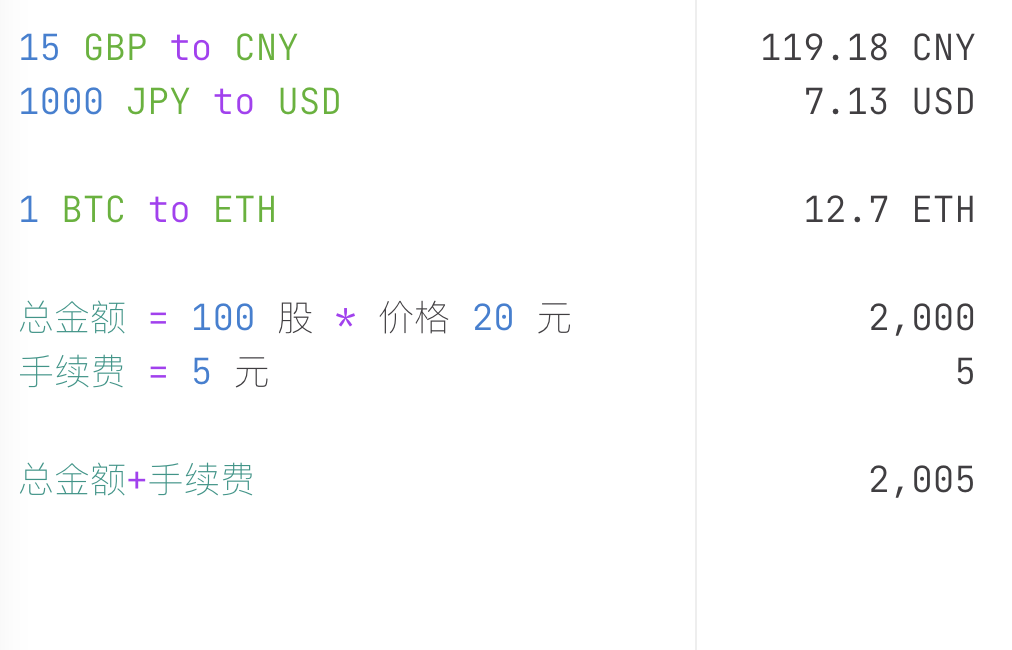 15 GBP to CNY 119.18 CNY
1000 JPY to USD 7.13 USD
1 BTC to ETH 12.7 ETH
总金额 = 100 股 * 价格 20 元 2,000
手续费 = 5 元 5
总金额+手续费 2,005